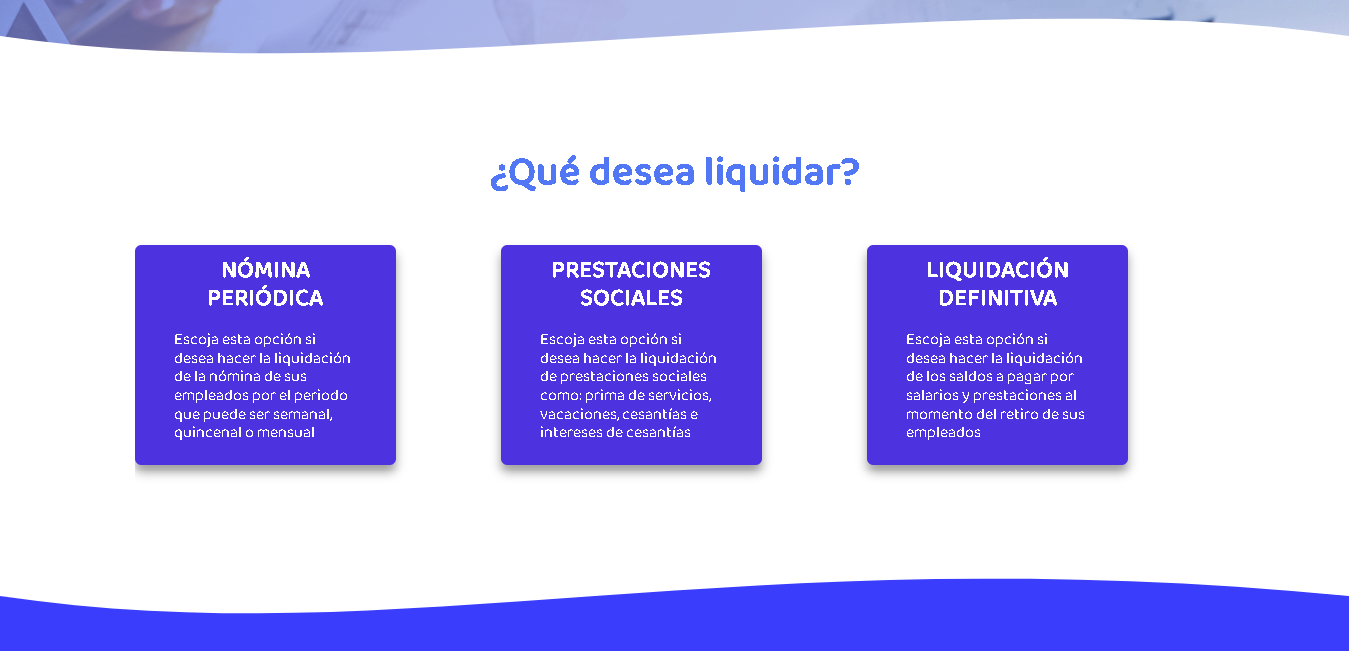 ¿Qué desea liquidar?
NÓMINA
PERIÓDICA
Escoja esta opción si
desea hacer la liquidación
de la nómina de sus
empleados por el periodo
que puede ser semanal,
quincenal o mensual
PRESTACIONES
SOCIALES
Escoja esta opción si
desea hacer la liquidación
de prestaciones sociales
como: prima de servicios,
vacaciones, cesantías e
intereses de cesantías
LIQUIDACIÓN
DEFINITIVA
Escoja esta opción si
desea hacer la liquidación
de los saldos a pagar por
salarios y prestaciones al
momento del retiro de sus
empleados